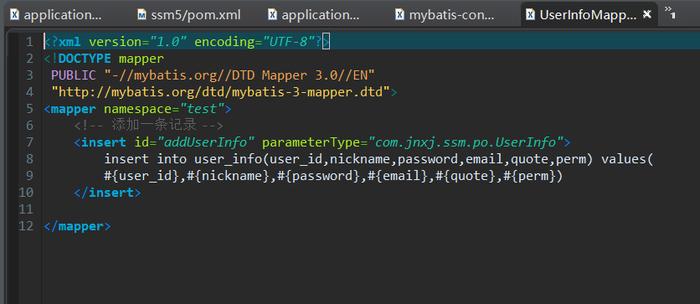 application...
ssm5/pom.xml
application...
mybatis-con...
UserInfoMapp...
1 <?xml version="1.0" encoding="UTF-8"?>
2 <!DOCTYPE mapper
3 PUBLIC "-//mybatis.org//DTD Mapper 3.0//EN"
4 "http://mybatis.org/dtd/mybatis-3-mapper.dtd">
5 <mapper namespace="test">
6 <!-- 添加一条记录 -->
7 <insert id="addUserInfo" parameterType="com.jnxj.ssm.po.UserInfo">
8 insert into user_info(user_id,nickname,password,email,quote,perm) values(
9 #{user_id},#{nickname},#{password},#{email},#{quote},#{perm})
10 </insert>
11
12 </mapper>